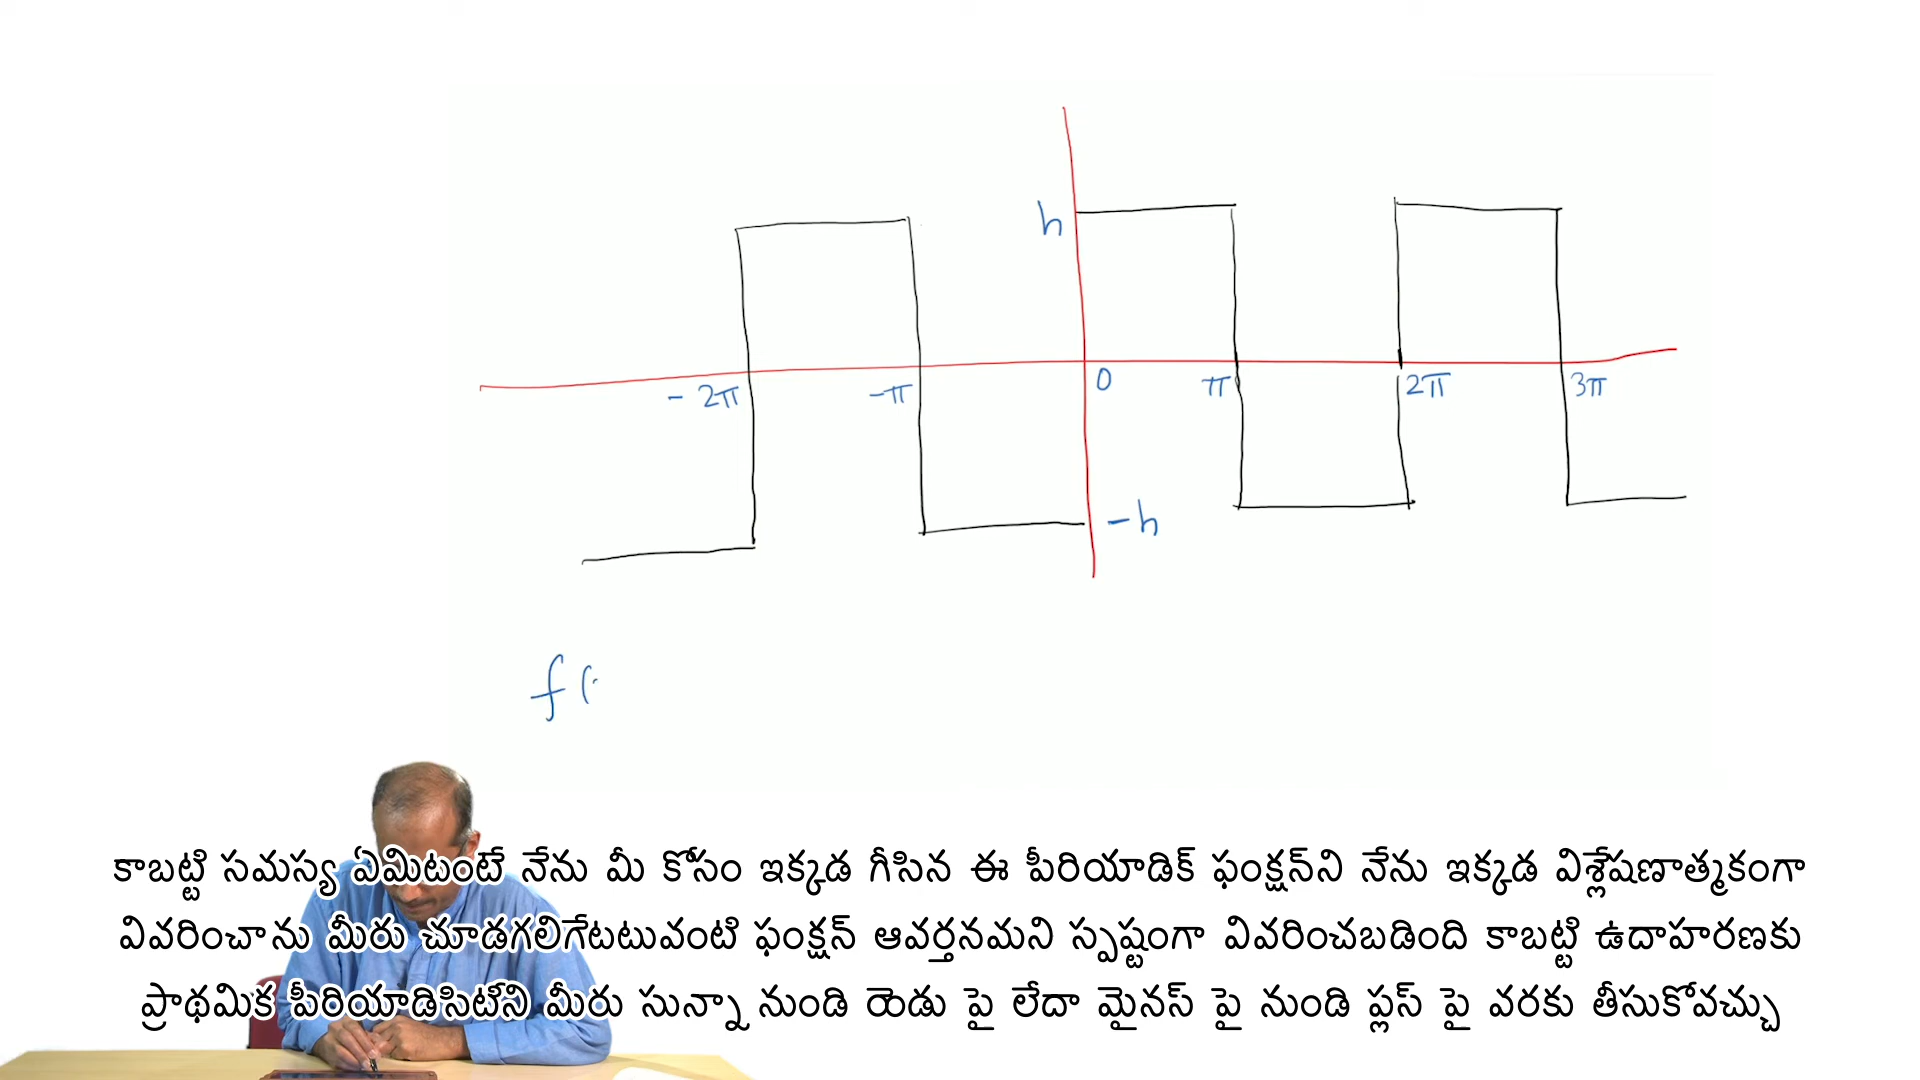 h
- 2π -π 0 π 2π 3π
-h
f(
కాబట్టి సమస్య ఏమిటంటే నేను మీ కోసం ఇక్కడ గీసిన ఈ పీరియాడిక్ ఫంక్షన్‌ని నేను ఇక్కడ విశ్లేషణాత్మకంగా
వివరించాను మీరు చూడగలిగేటటువంటి ఫంక్షన్ ఆవర్తనమని స్పష్టంగా వివరించబడింది కాబట్టి ఉదాహరణకు
ప్రాథమిక పీరియాడిసిటీని మీరు సున్నా నుండి రెండు పై లేదా మైనస్ పై నుండి ప్లస్ పై వరకు తీసుకోవచ్చు